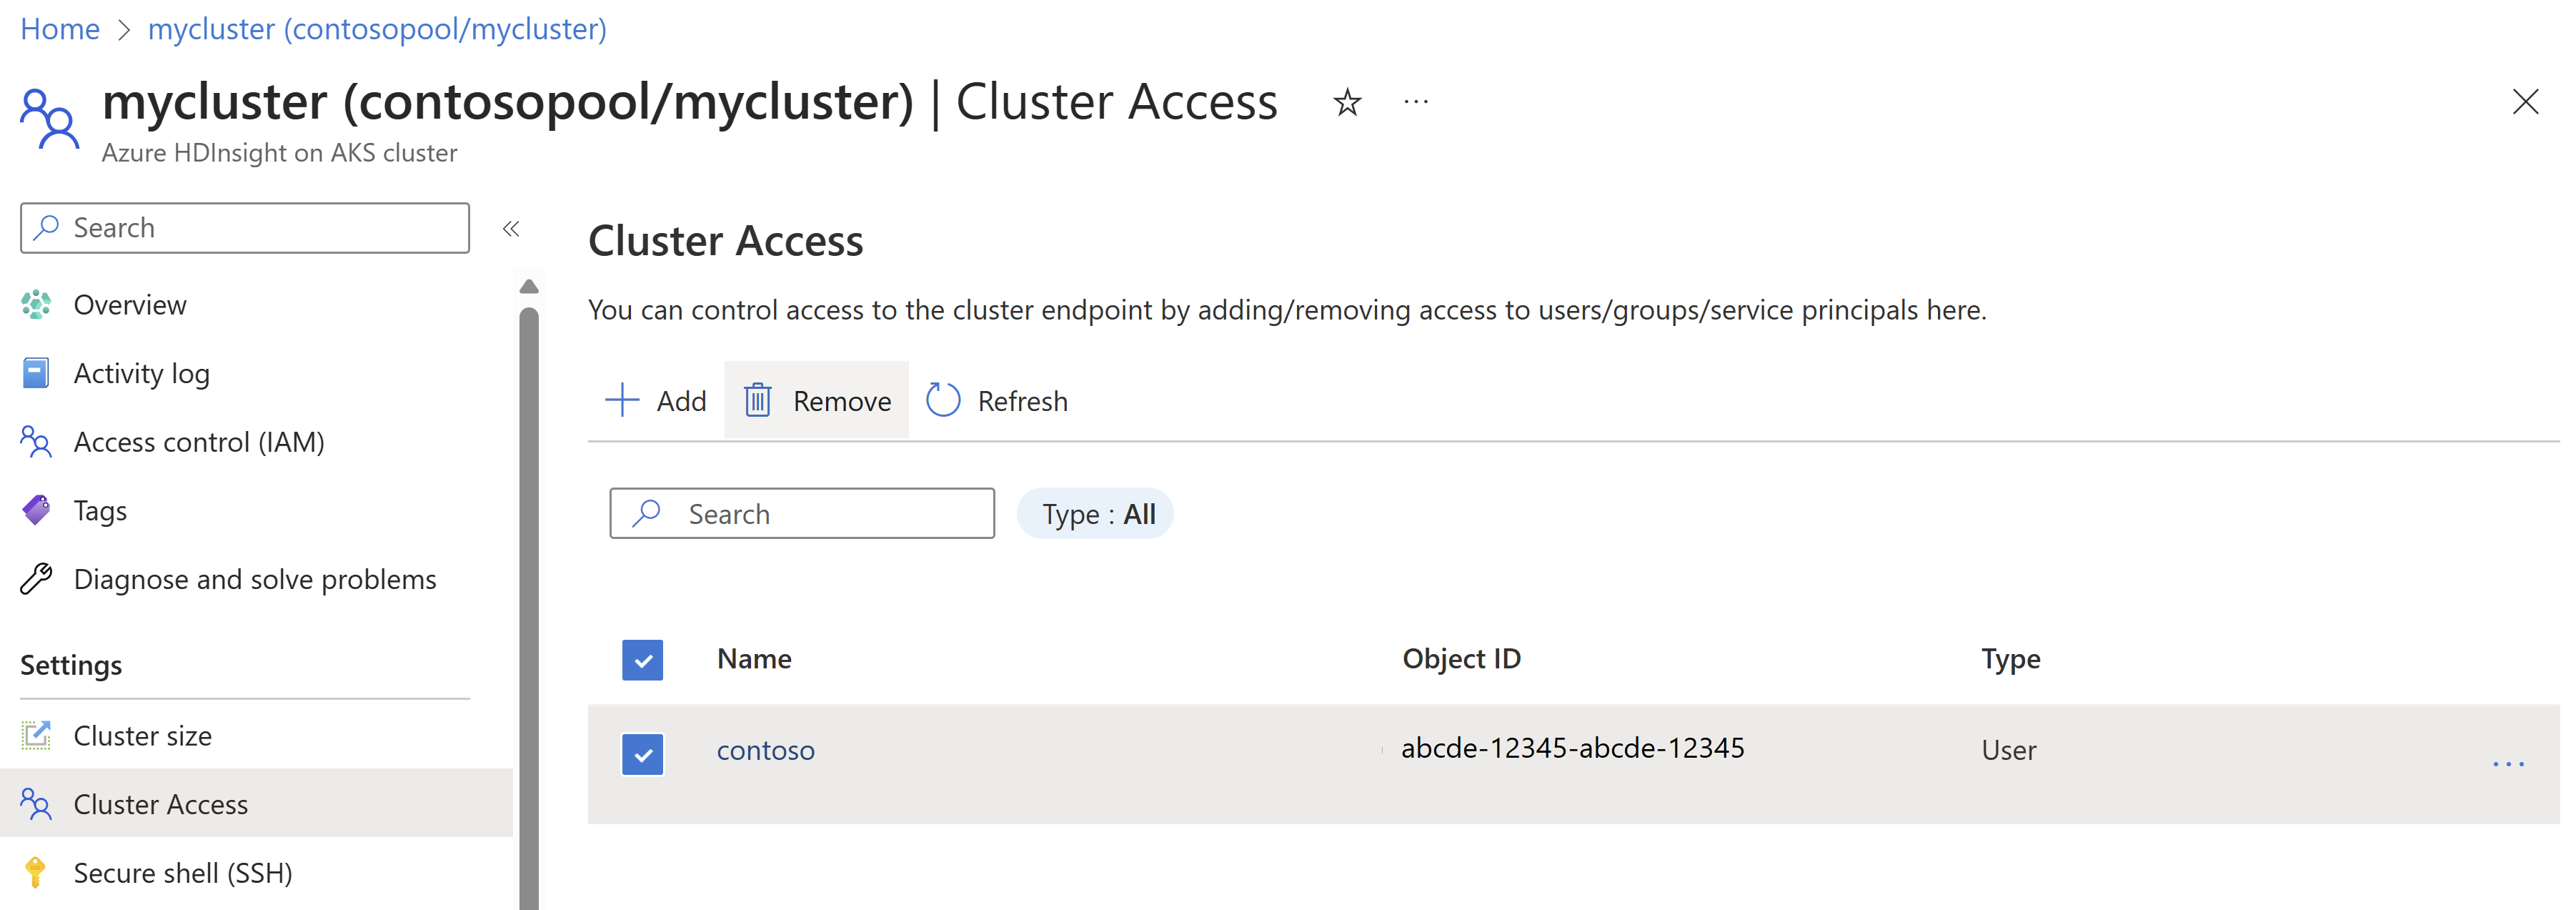 Home > mycluster (contosopool/mycluster)
mycluster (contosopool/mycluster) | Cluster Access
Azure HDInsight on AKS cluster
Search
Overview
Activity log
Access control (IAM)
Tags
Diagnose and solve problems
Settings
Cluster size
Cluster Access
Secure shell (SSH)
Cluster Access
You can control access to the cluster endpoint by adding/removing access to users/groups/service principals here.
Add Remove Refresh
Search Type : All
Name Object ID Type
contoso abcde-12345-abcde-12345 User